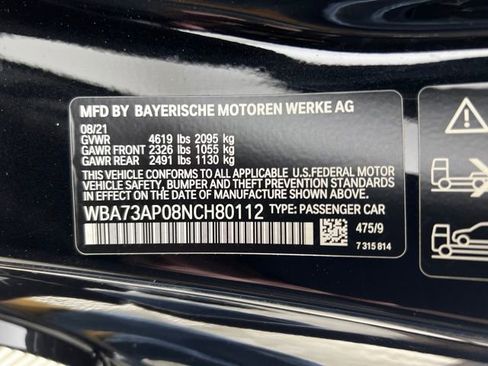 MFD BY BAYERISCHE MOTOREN WERKE AG
08/21
GVWR 4619 lbs 2095 kg
GAWR FRONT 2326 lbs 1055 kg
GAWR REAR 2491 lbs 1130 kg
THIS VEHICLE CONFORMS TO ALL APPLICABLE U.S.FEDERAL MOTOR
VEHICLE SAFETY, BUMPER AND THEFT PREVENTION STANDARDS
IN EFFECT ON THE DATE OF MANUFACTURE SHOWN ABOVE.
WBA73AP08NCH80112 TYPE: PASSENGER CAR
475/9
7 315 814